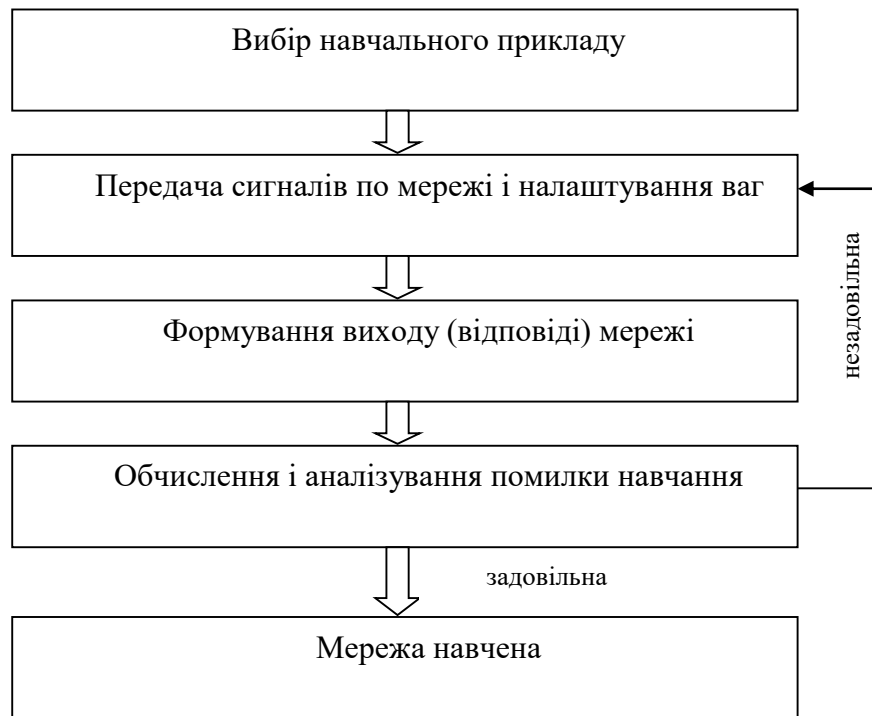 Вибір навчального прикладу
Передача сигналів по мережі і налаштування ваг
незадовільна
Формування виходу (відповіді) мережі
Обчислення і аналізування помилки навчання
задовільна
Мережа навчена